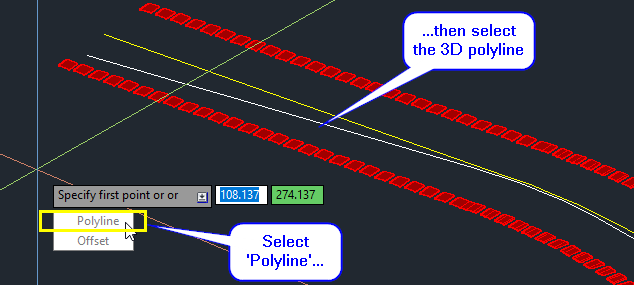 ...then select
the 3D polyline
Specify first point or or
108.137
274.137
Polyline
Offset
Select
'Polyline'...